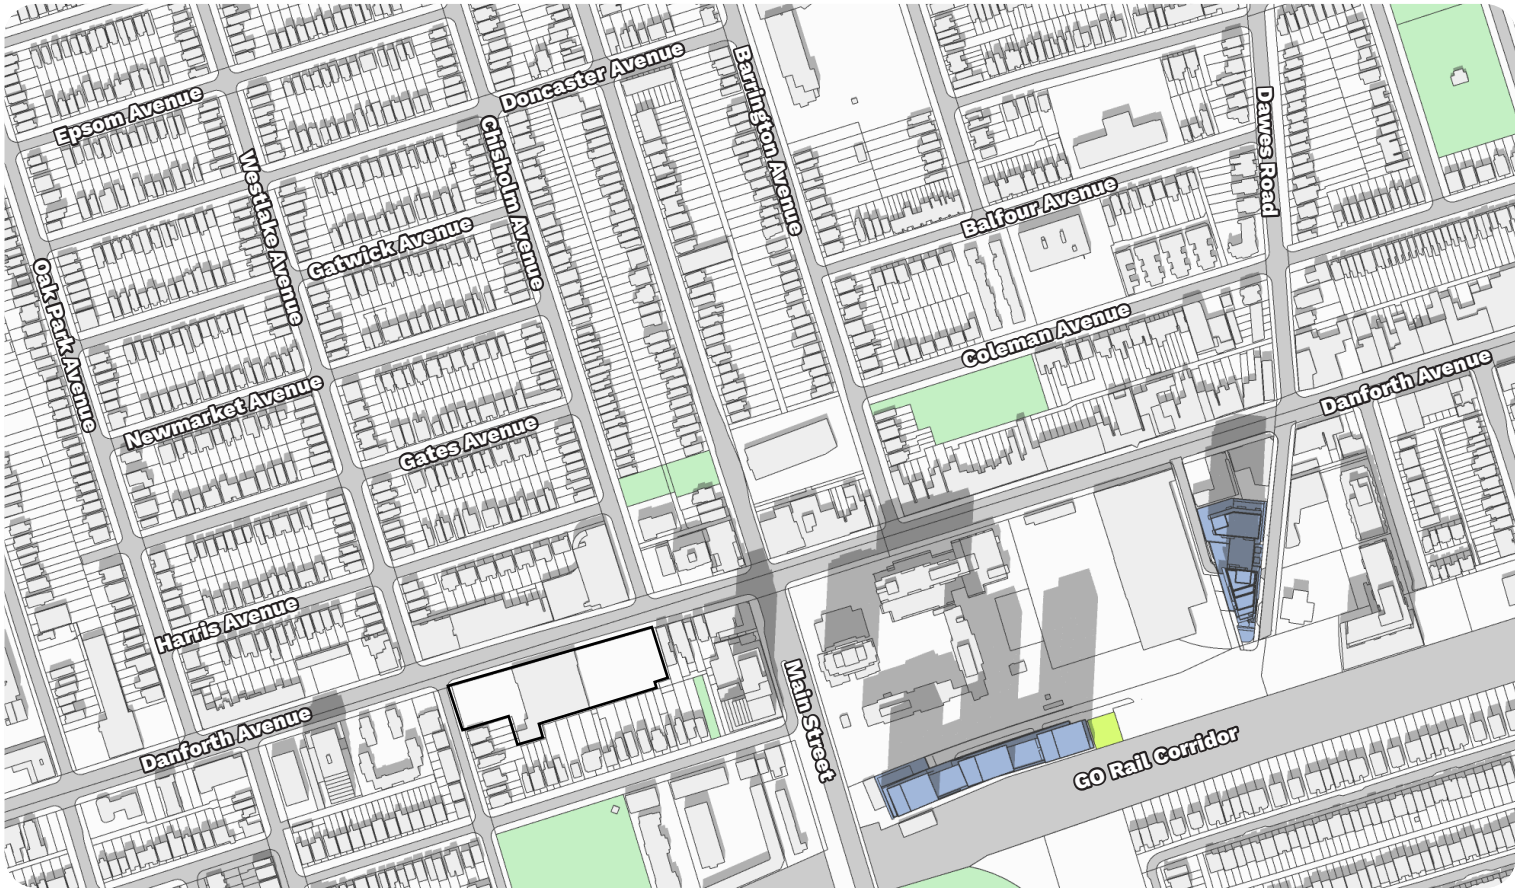 Epsom Avenue
Doncaster Avenue
Barrington Avenue
Dawes Road
Chisholm Avenue
Westlake Avenue
Balfour Avenue
Gatwick Avenue
Oak Park Avenue
Coleman Avenue
Newmarket Avenue
Danforth Avenue
Gates Avenue
Harris Avenue
Danforth Avenue
Main Street
GO Rail Corridor